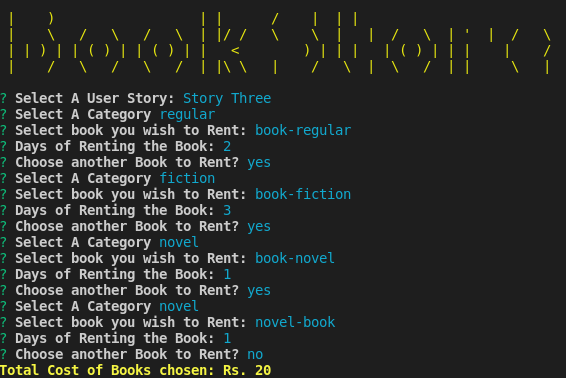 ? Select A User Story: Story Three
? Select A Category regular
? Select book you wish to Rent: book-regular
? Days of Renting the Book: 2
? Choose another Book to Rent? yes
? Select A Category fiction
? Select book you wish to Rent: book-fiction
? Days of Renting the Book: 3
? Choose another Book to Rent? yes
? Select A Category novel
? Select book you wish to Rent: book-novel
? Days of Renting the Book: 1
? Choose another Book to Rent? yes
? Select A Category novel
? Select book you wish to Rent: novel-book
? Days of Renting the Book: 1
? Choose another Book to Rent? no
Total Cost of Books chosen: Rs. 20